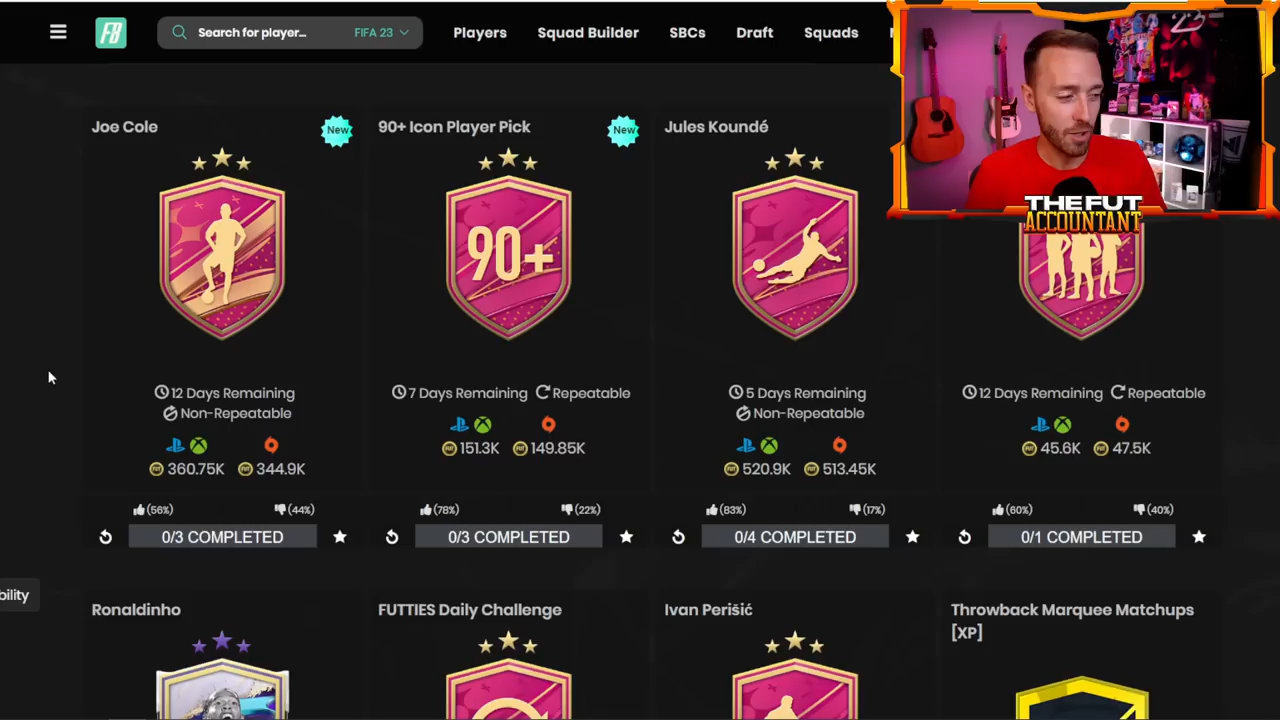 FB
Search for player...
FIFA 23
Players
Squad Builder
SBCs
Draft
Squads
23
THE FUT
ACCOUNTANT
Joe Cole
New
12 Days Remaining
Non-Repeatable
360.75K
344.9K
(56%)
(44%)
0/3 COMPLETED
90+ Icon Player Pick
New
90+
7 Days Remaining
Repeatable
151.3K
149.85K
(78%)
(22%)
0/3 COMPLETED
Jules Koundé
5 Days Remaining
Non-Repeatable
520.9K
513.45K
(83%)
(17%)
0/4 COMPLETED
12 Days Remaining
Repeatable
45.6K
47.5K
(60%)
(40%)
0/1 COMPLETED
bility
Ronaldinho
FUTTIES Daily Challenge
Ivan Perišić
Throwback Marquee Matchups
[XP]